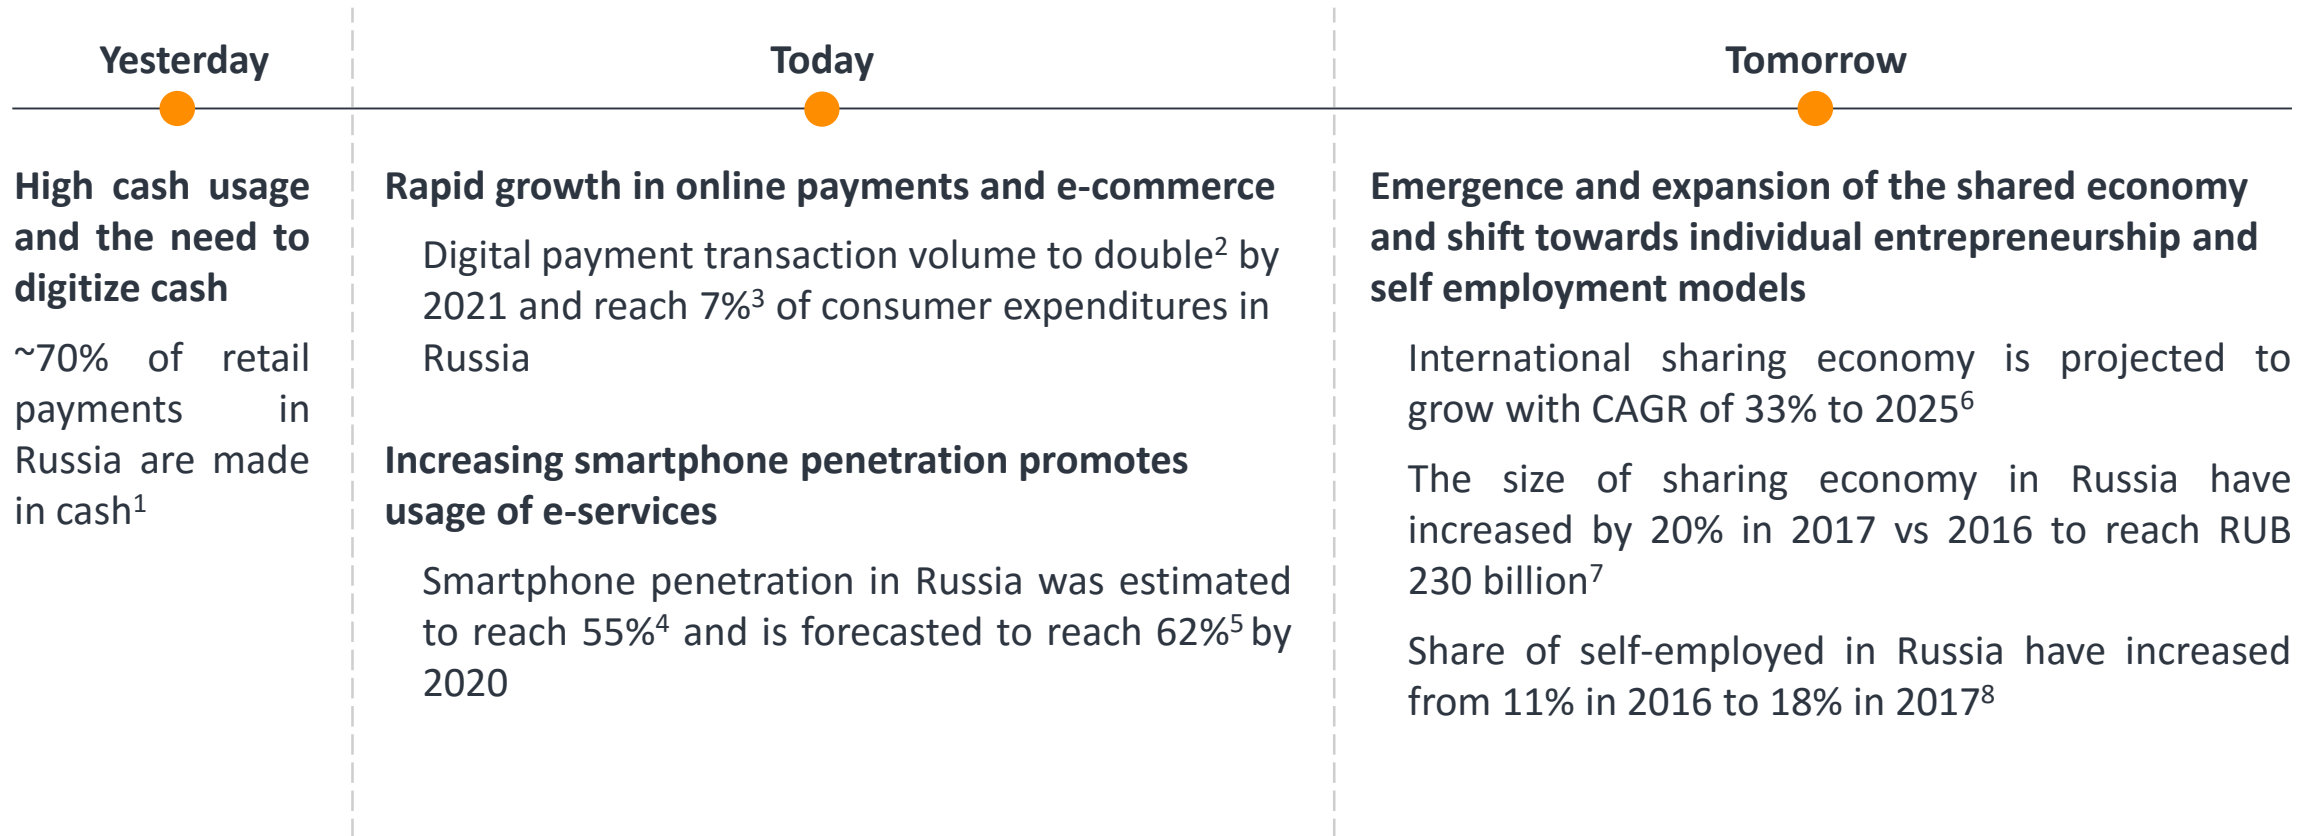 Yesterday
High cash usage
and the need to
digitize cash
~70% of retail
payments in
Russia are made
in cash¹
Today
Rapid growth in online payments and e-commerce
Digital payment transaction volume to double² by
2021 and reach 7%³ of consumer expenditures in
Russia
Increasing smartphone penetration promotes
usage of e-services
Smartphone penetration in Russia was estimated
to reach 55%⁴ and is forecasted to reach 62%⁵ by
2020
Tomorrow
Emergence and expansion of the shared economy
and shift towards individual entrepreneurship and
self employment models
International sharing economy is projected to
grow with CAGR of 33% to 2025⁶
The size of sharing economy in Russia have
increased by 20% in 2017 vs 2016 to reach RUB
230 billion⁷
Share of self-employed in Russia have increased
from 11% in 2016 to 18% in 2017⁸